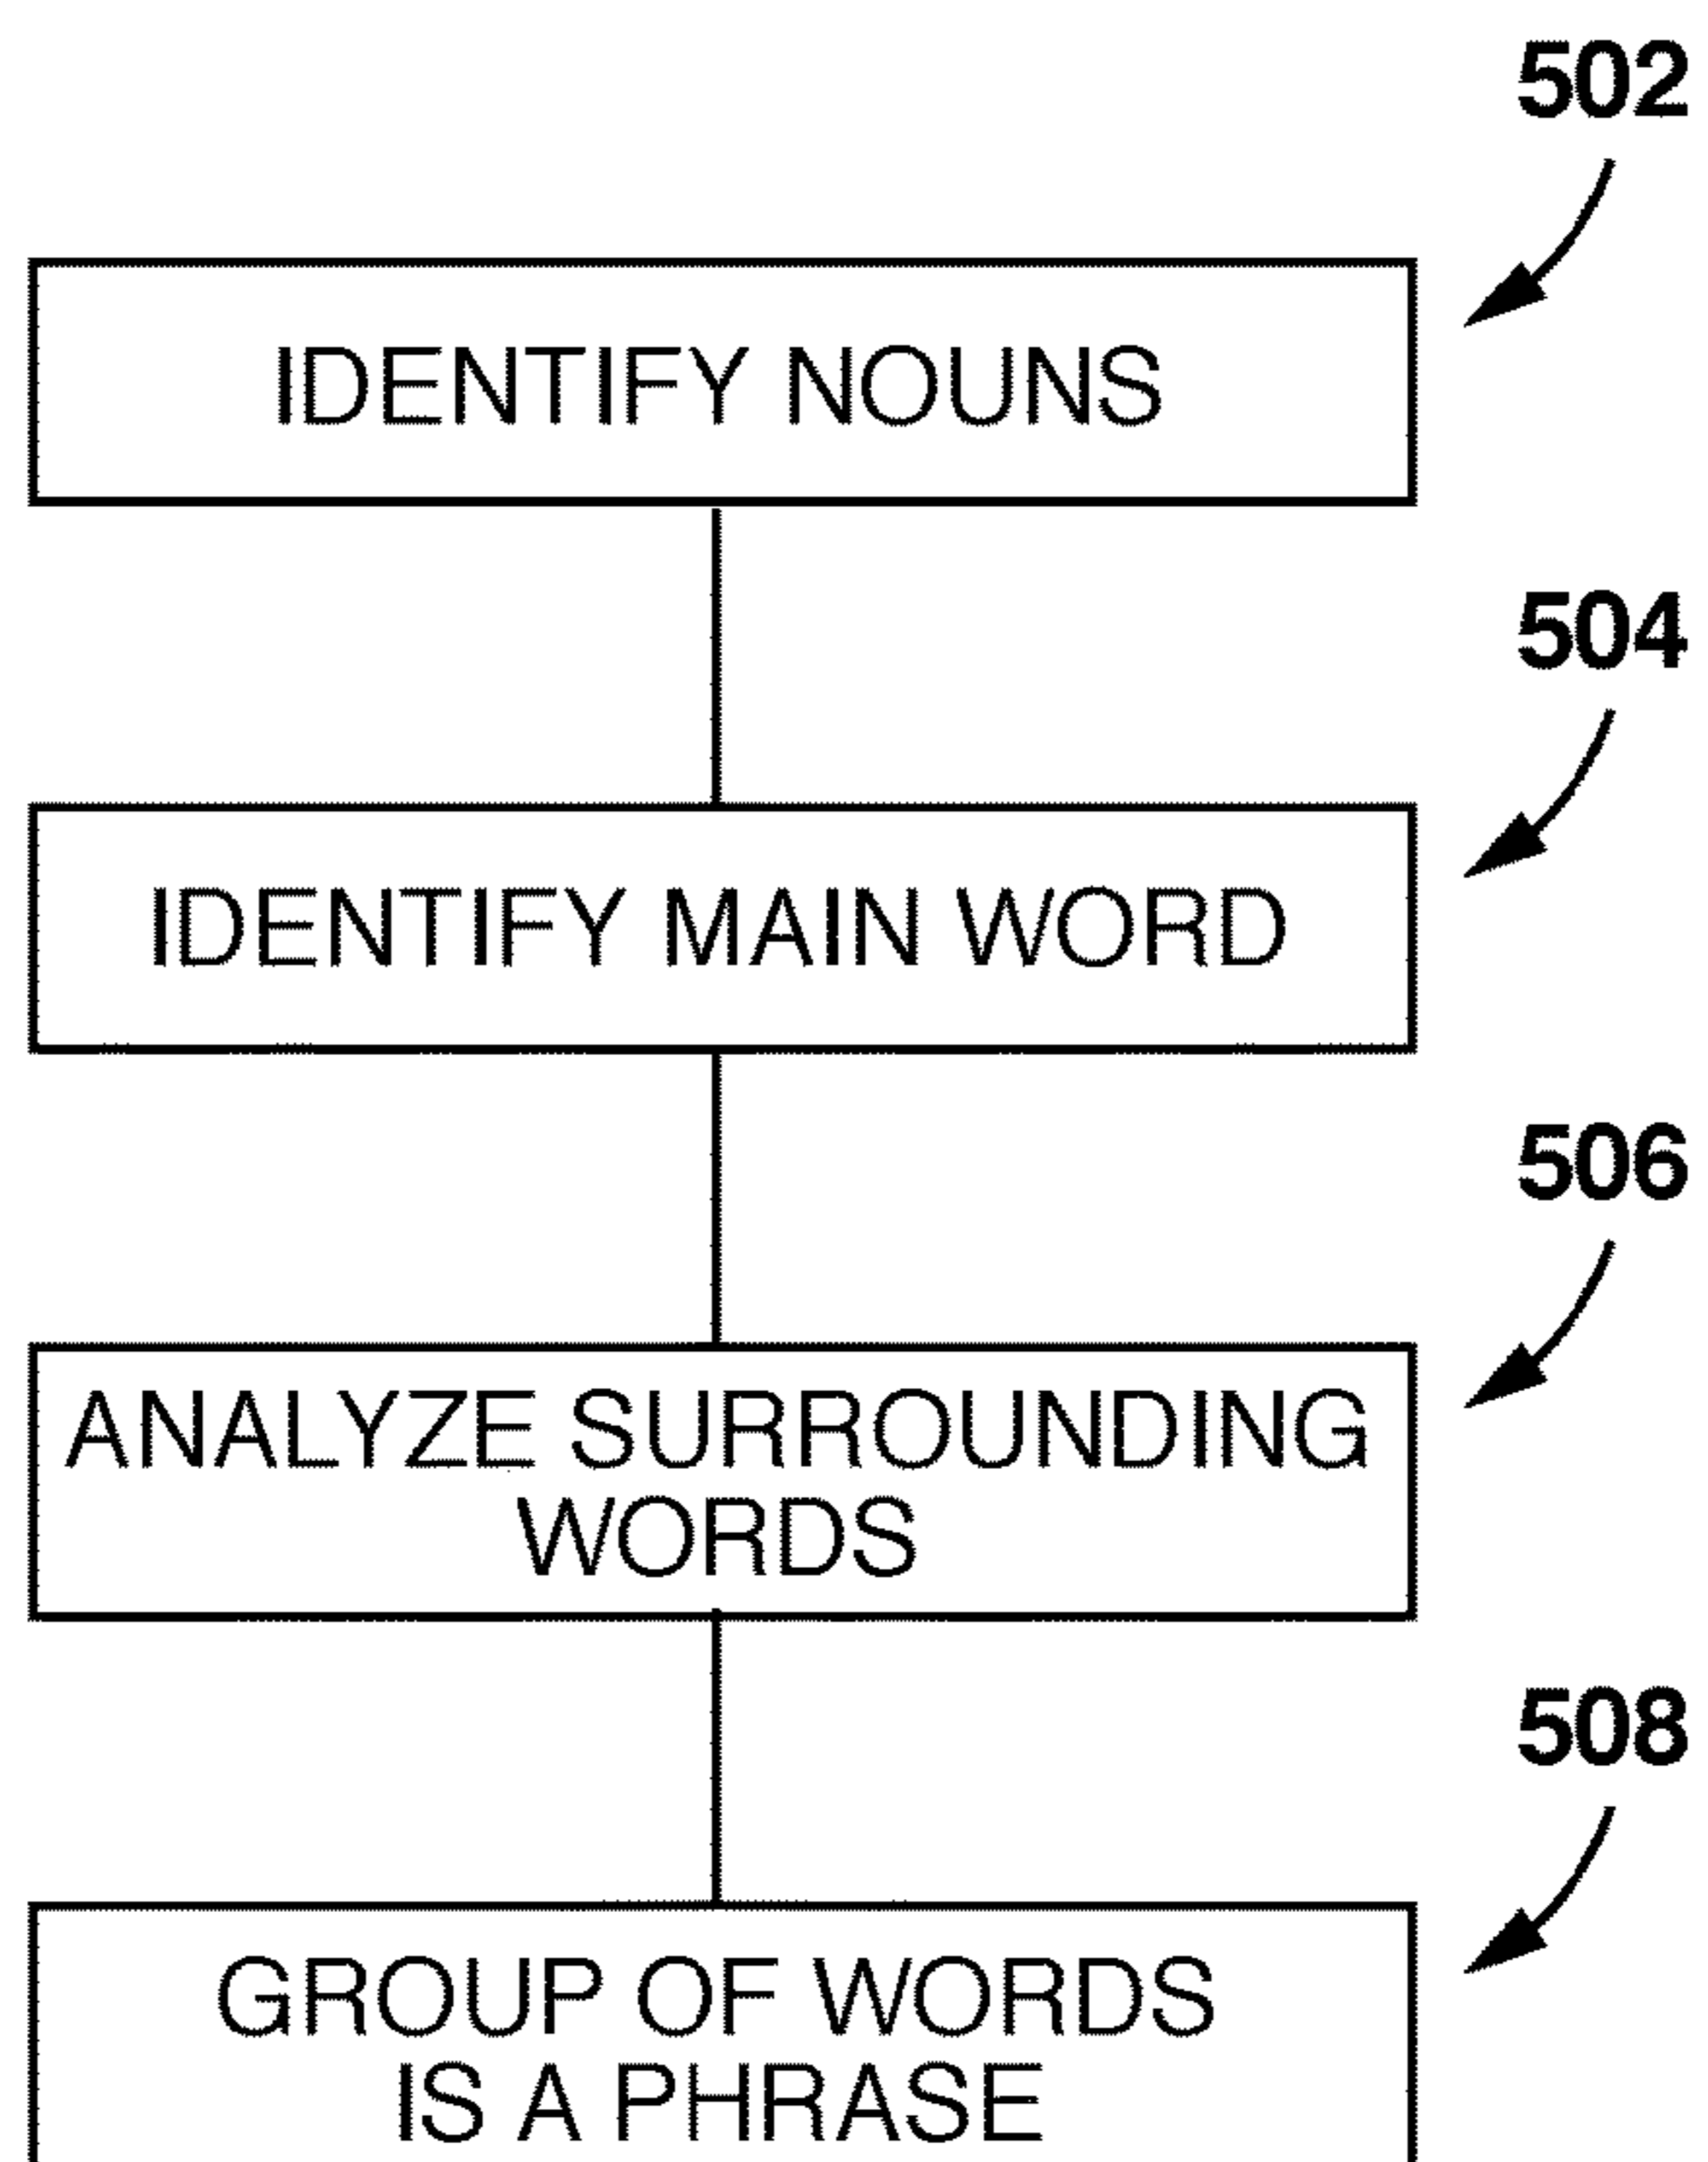 502
IDENTIFY NOUNS
504
IDENTIFY MAIN WORD
506
ANALYZE SURROUNDING
WORDS
508
GROUP OF WORDS
IS A PHRASE